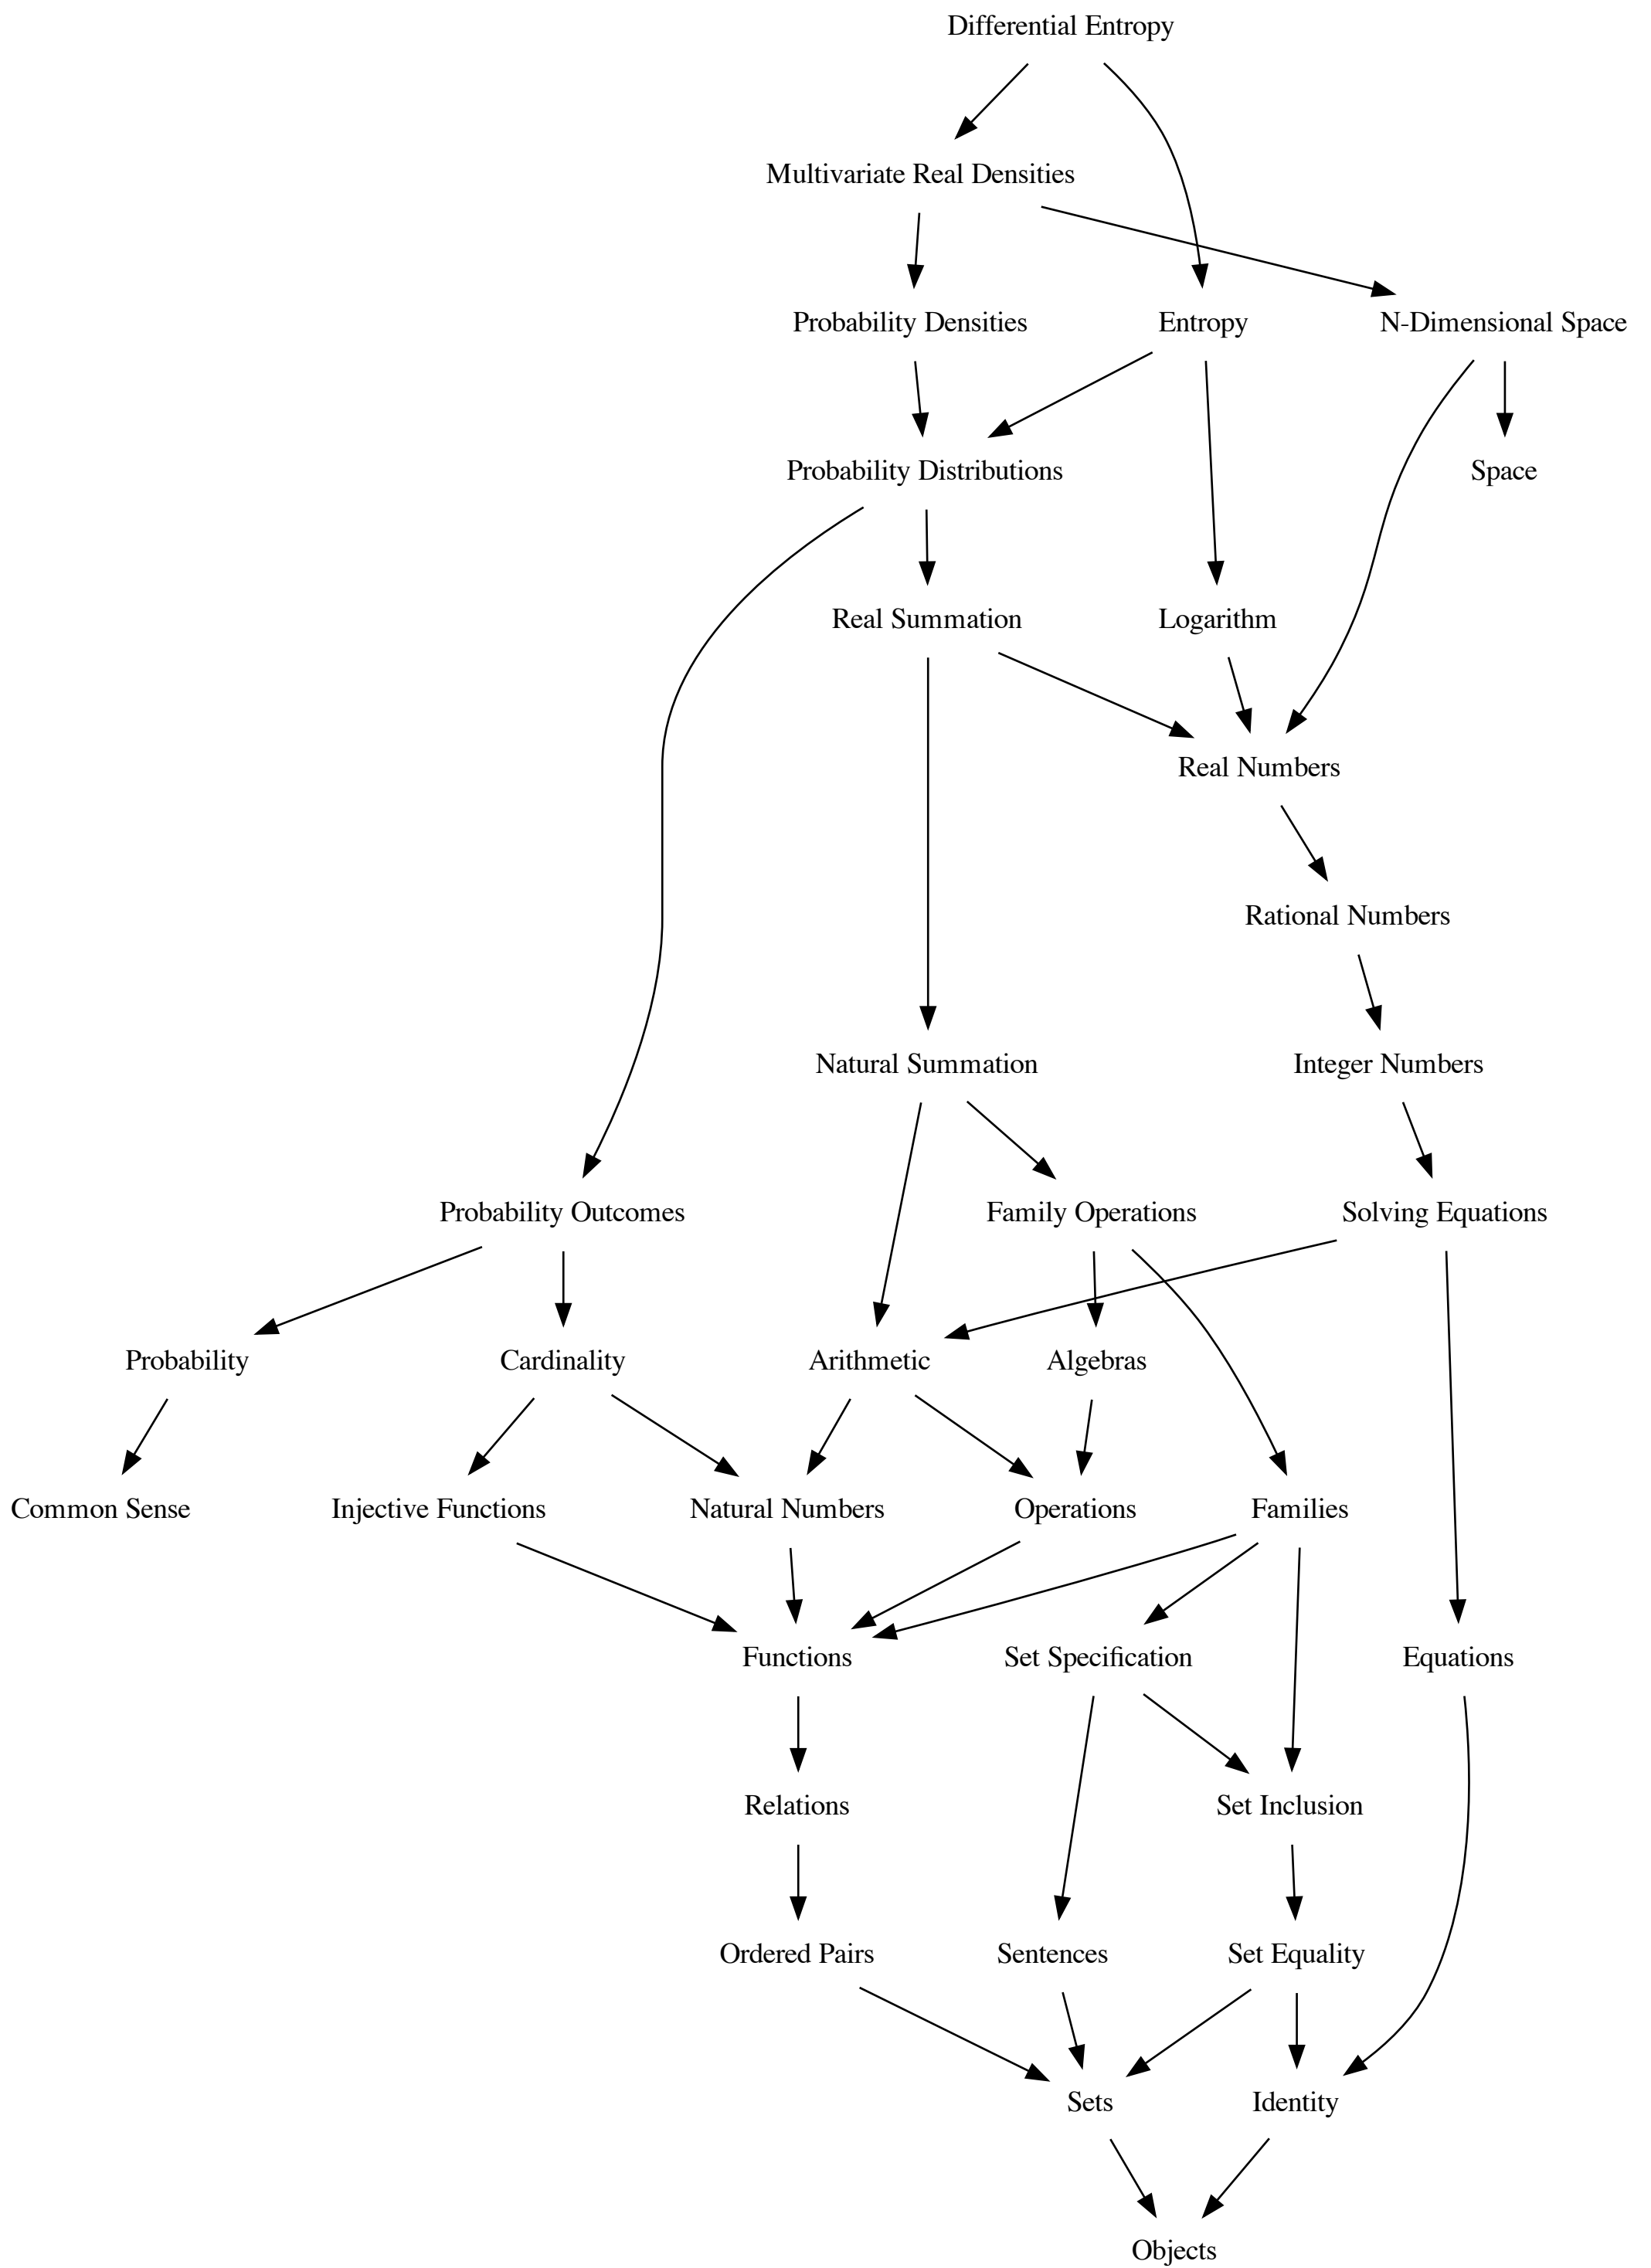 Differential Entropy
Multivariate Real Densities
Probability Densities
Entropy
N-Dimensional Space
Probability Distributions
Space
Real Summation
Logarithm
Real Numbers
Rational Numbers
Natural Summation
Integer Numbers
Probability Outcomes
Family Operations
Solving Equations
Probability
Cardinality
Arithmetic
Algebras
Common Sense
Injective Functions
Natural Numbers
Operations
Families
Functions
Set Specification
Equations
Relations
Set Inclusion
Ordered Pairs
Sentences
Set Equality
Sets
Identity
Objects